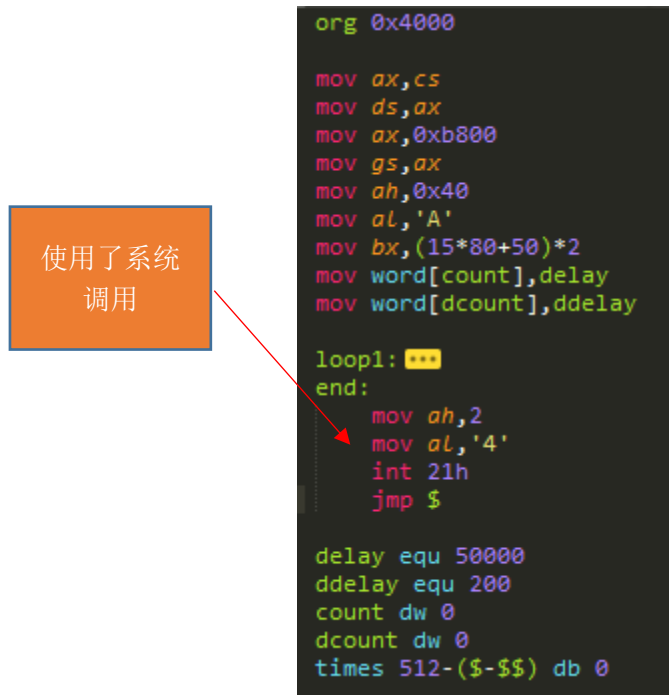 org 0x4000
mov ax,cs
mov ds,ax
mov ax,0xb800
mov gs,ax
mov ah,0x40
mov al,'A'
mov bx,(15*80+50)*2
mov word[count],delay
mov word[dcount],ddelay
loop1:
end:
mov ah,2
mov al,'4'
int 21h
jmp $
delay equ 50000
ddelay equ 200
count dw 0
dcount dw 0
times 512-($-$$) db 0
使用了系统
调用